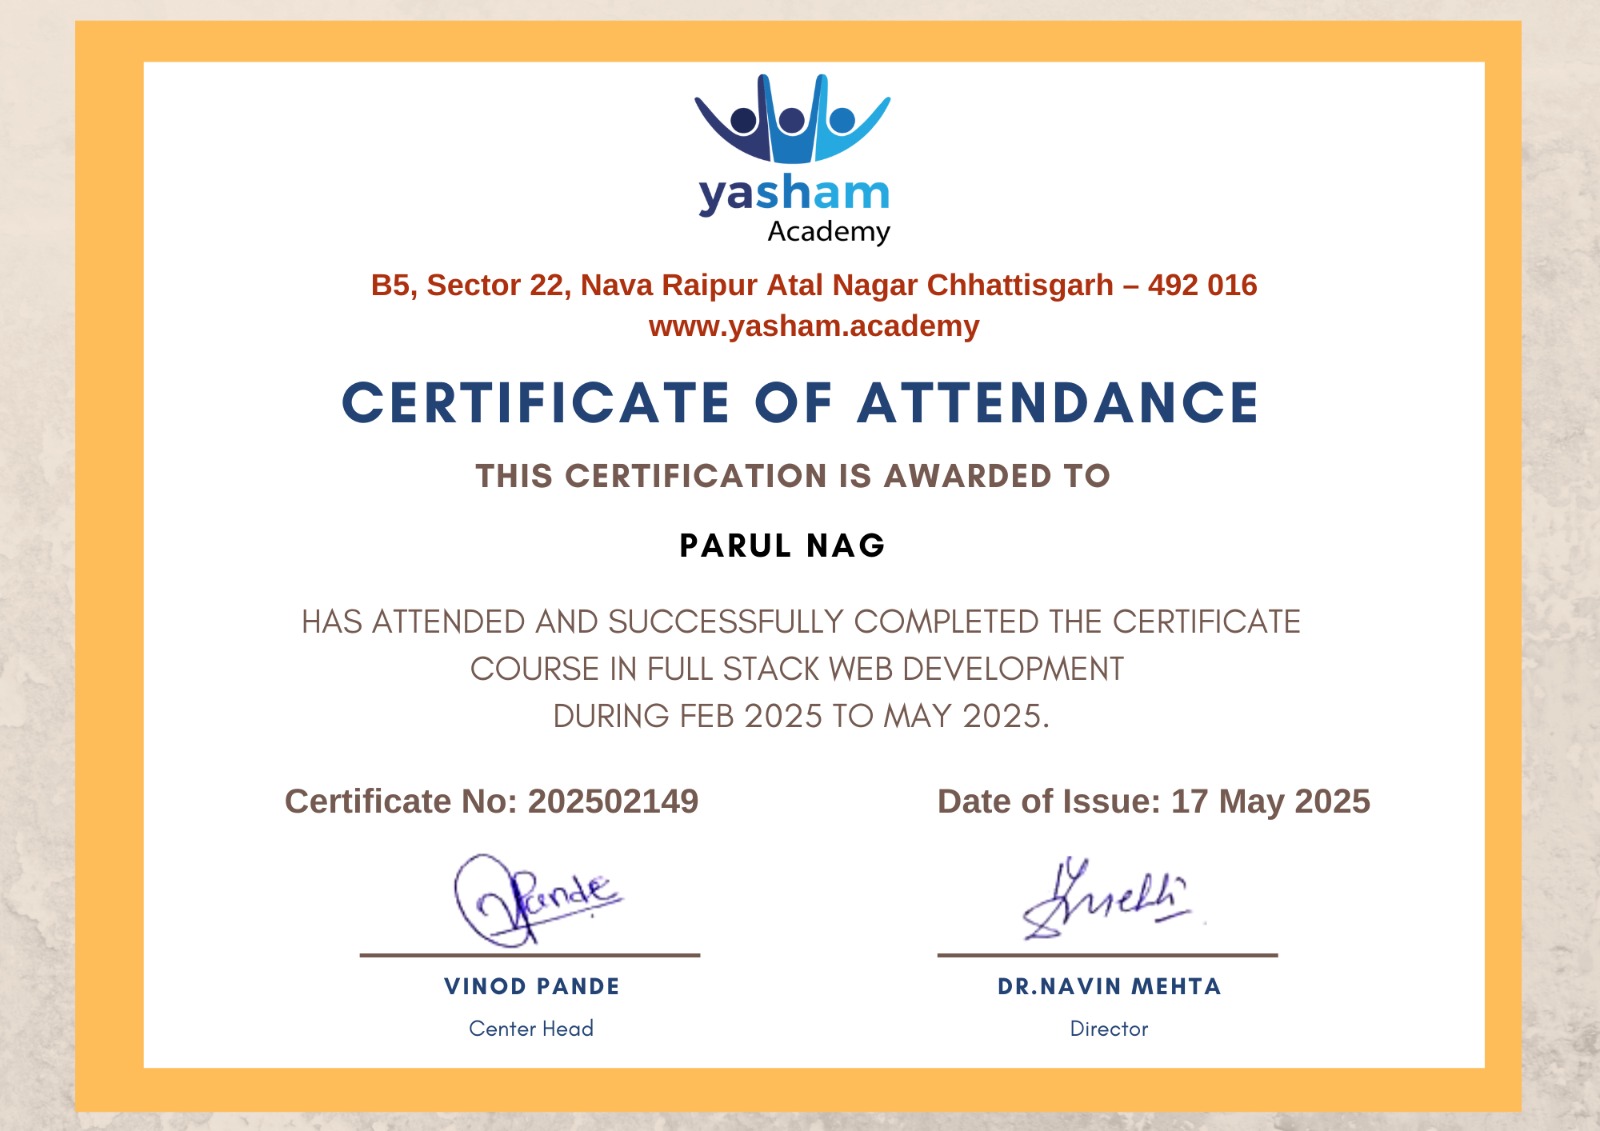 yasham
Academy
B5, Sector 22, Nava Raipur Atal Nagar Chhattisgarh – 492 016
www.yasham.academy
CERTIFICATE OF ATTENDANCE
THIS CERTIFICATION IS AWARDED TO
PARUL NAG
HAS ATTENDED AND SUCCESSFULLY COMPLETED THE CERTIFICATE
COURSE IN FULL STACK WEB DEVELOPMENT
DURING FEB 2025 TO MAY 2025.
Certificate No: 202502149
Date of Issue: 17 May 2025
VPande
VINOD PANDE
DR.NAVIN MEHTA
Center Head
Director